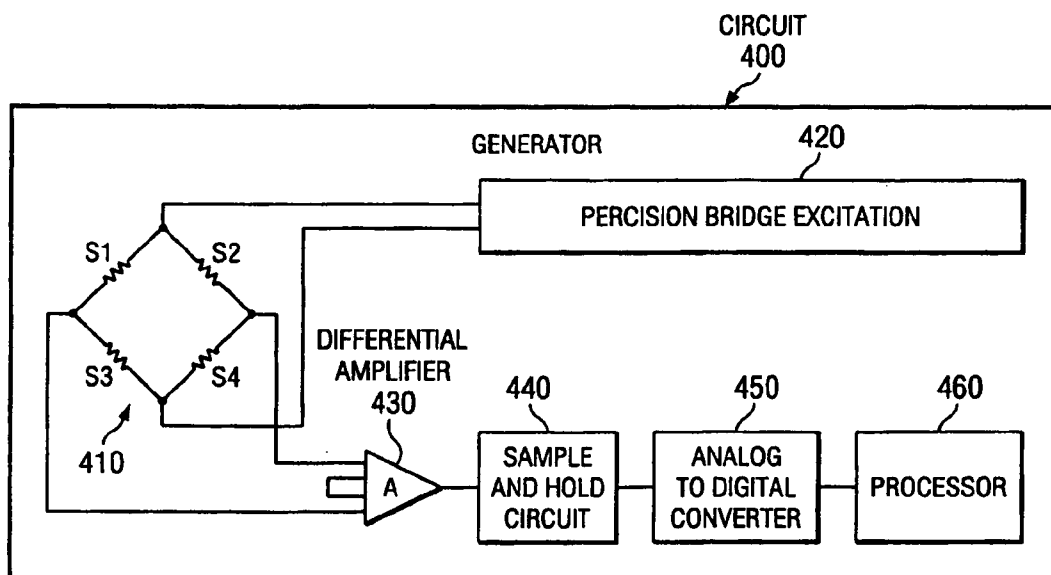 CIRCUIT
400
GENERATOR
420
PERCISION BRIDGE EXCITATION
S1
S2
S3
S4
410
DIFFERENTIAL
AMPLIFIER
430
A
440
SAMPLE
AND HOLD
CIRCUIT
450
ANALOG
TO DIGITAL
CONVERTER
460
PROCESSOR